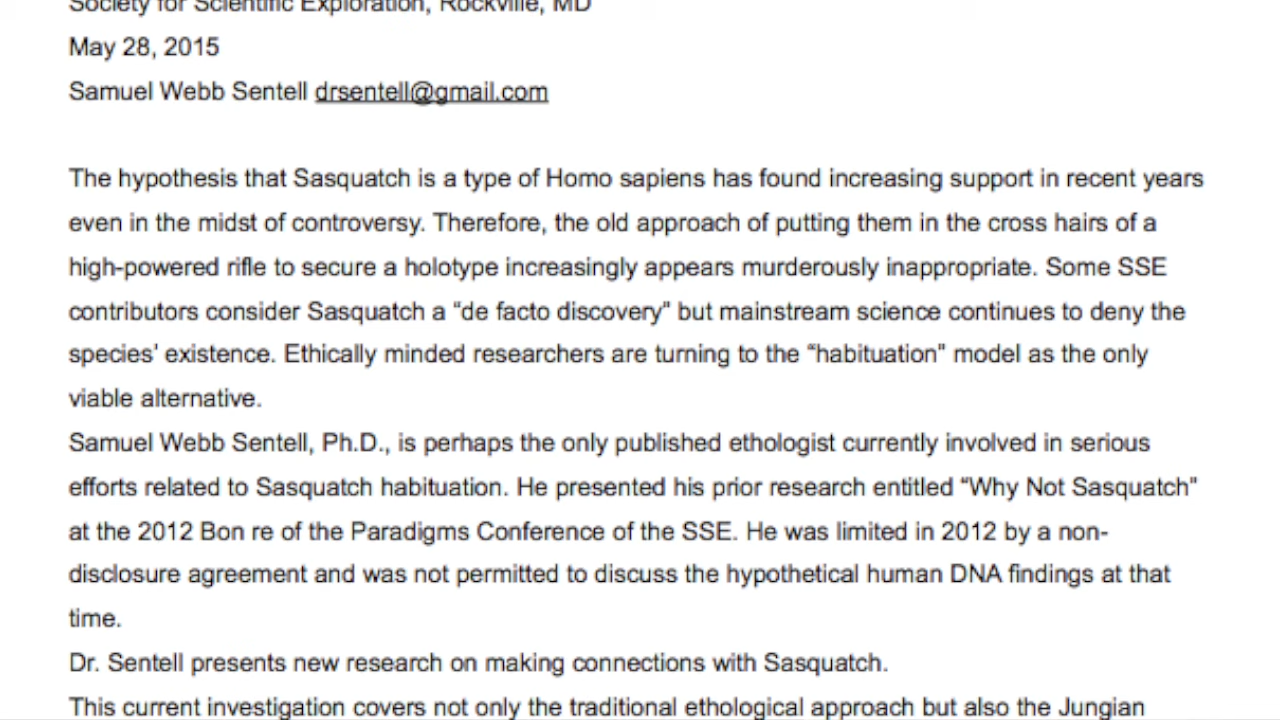 Society for Scientific Exploration, Rockville, MD
May 28, 2015
Samuel Webb Sentell drsentell@gmail.com
The hypothesis that Sasquatch is a type of Homo sapiens has found increasing support in recent years
even in the midst of controversy. Therefore, the old approach of putting them in the cross hairs of a
high-powered rifle to secure a holotype increasingly appears murderously inappropriate. Some SSE
contributors consider Sasquatch a “de facto discovery” but mainstream science continues to deny the
species’ existence. Ethically minded researchers are turning to the “habituation” model as the only
viable alternative.
Samuel Webb Sentell, Ph.D., is perhaps the only published ethologist currently involved in serious
efforts related to Sasquatch habituation. He presented his prior research entitled “Why Not Sasquatch”
at the 2012 Bon re of the Paradigms Conference of the SSE. He was limited in 2012 by a non-
disclosure agreement and was not permitted to discuss the hypothetical human DNA findings at that
time.
Dr. Sentell presents new research on making connections with Sasquatch.
This current investigation covers not only the traditional ethological approach but also the Jungian